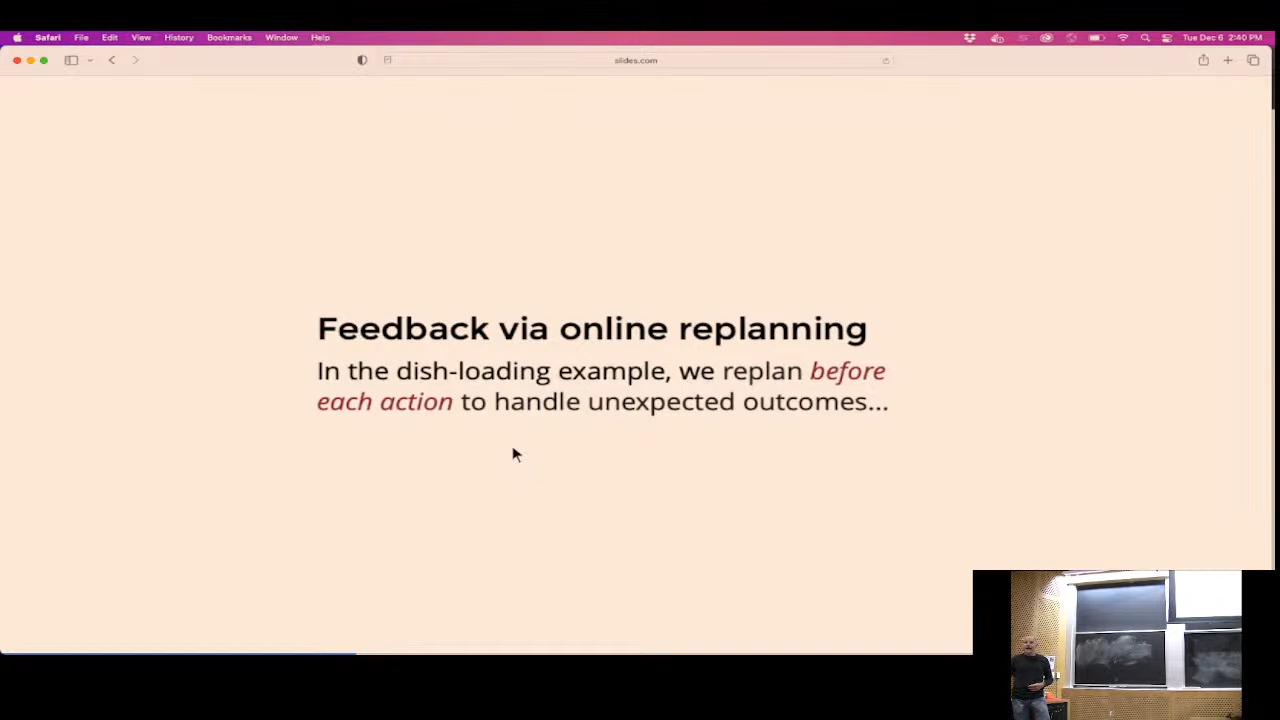 Safari File Edit View History Bookmarks Window Help Tue Dec 6 2:40 PM
slides.com
Feedback via online replanning
In the dish-loading example, we replan before
each action to handle unexpected outcomes...